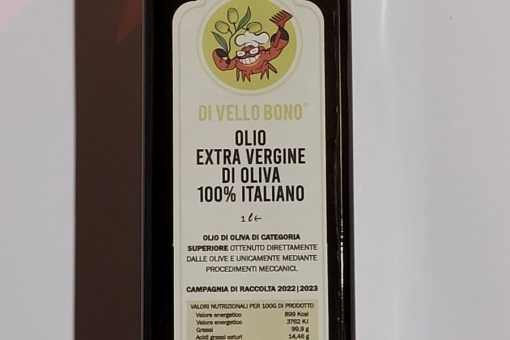 DI VELLO BONO®
OLIO
EXTRA VERGINE
DI OLIVA
100% ITALIANO
1 l℮
OLIO DI OLIVA DI CATEGORIA
SUPERIORE OTTENUTO DIRETTAMENTE
DALLE OLIVE E UNICAMENTE MEDIANTE
PROCEDIMENTI MECCANICI.
CAMPAGNA DI RACCOLTA 2022|2023
VALORI NUTRIZIONALI PER 100G DI PRODOTTO
Valore energetico 899 Kcal
Valore energetico 3762 KJ
Grassi 99,9 g
Acidi grassi saturi 14,46 g